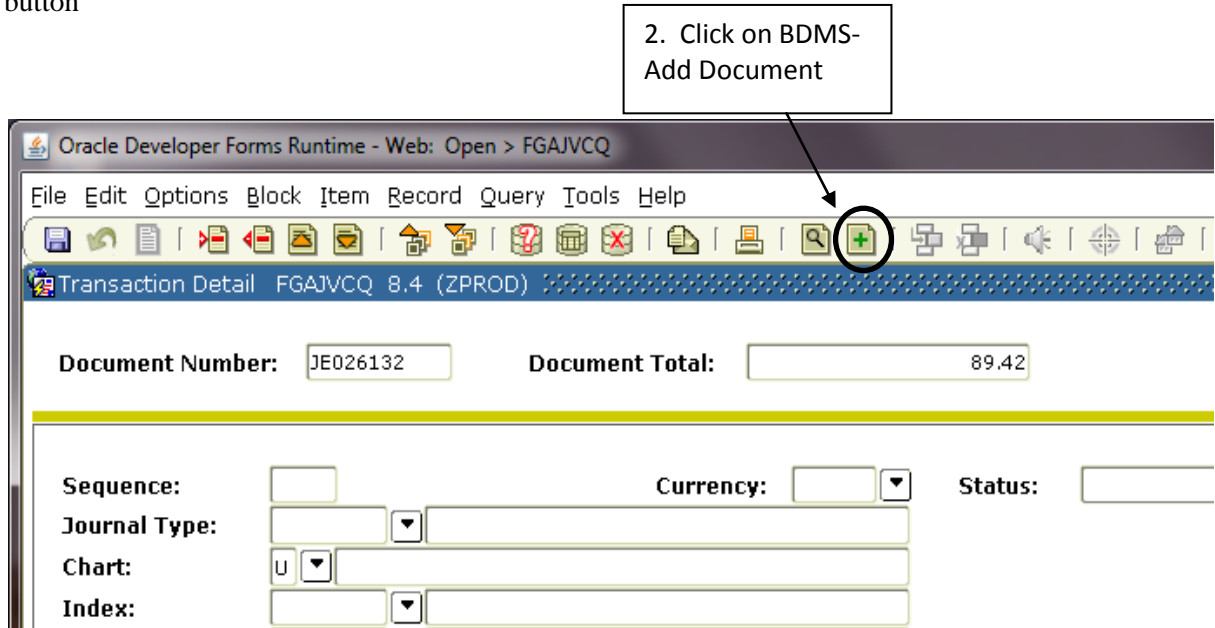 button
2. Click on BDMS-
Add Document
Oracle Developer Forms Runtime - Web: Open > FGAJVCQ
File Edit Options Block Item Record Query Tools Help
Transaction Detail FGAJVCQ 8.4 (ZPROD)
Document Number: JE026132 Document Total: 89.42
Sequence: Currency: Status:
Journal Type:
Chart: U
Index: